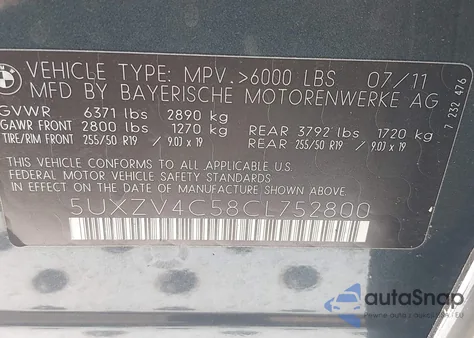 BMW
VEHICLE TYPE: MPV.>6000 LBS 07/11
MFD BY BAYERISCHE MOTORENWERKE AG
GVWR 6371 lbs 2890 kg
GAWR FRONT 2800 lbs 1270 kg REAR 3792 lbs 1720 kg
TIRE/RIM FRONT 255/50 R19 / 9.0J x 19 REAR 255/50 R19 / 9.0J x 19
THIS VEHICLE CONFORMS TO ALL APPLICABLE U.S.
FEDERAL MOTOR VEHICLE SAFETY STANDARDS
IN EFFECT ON THE DATE OF MANUFACTURE SHOWN ABOVE.
5UXZV4C58CL752800
7 232 476
autoSnap